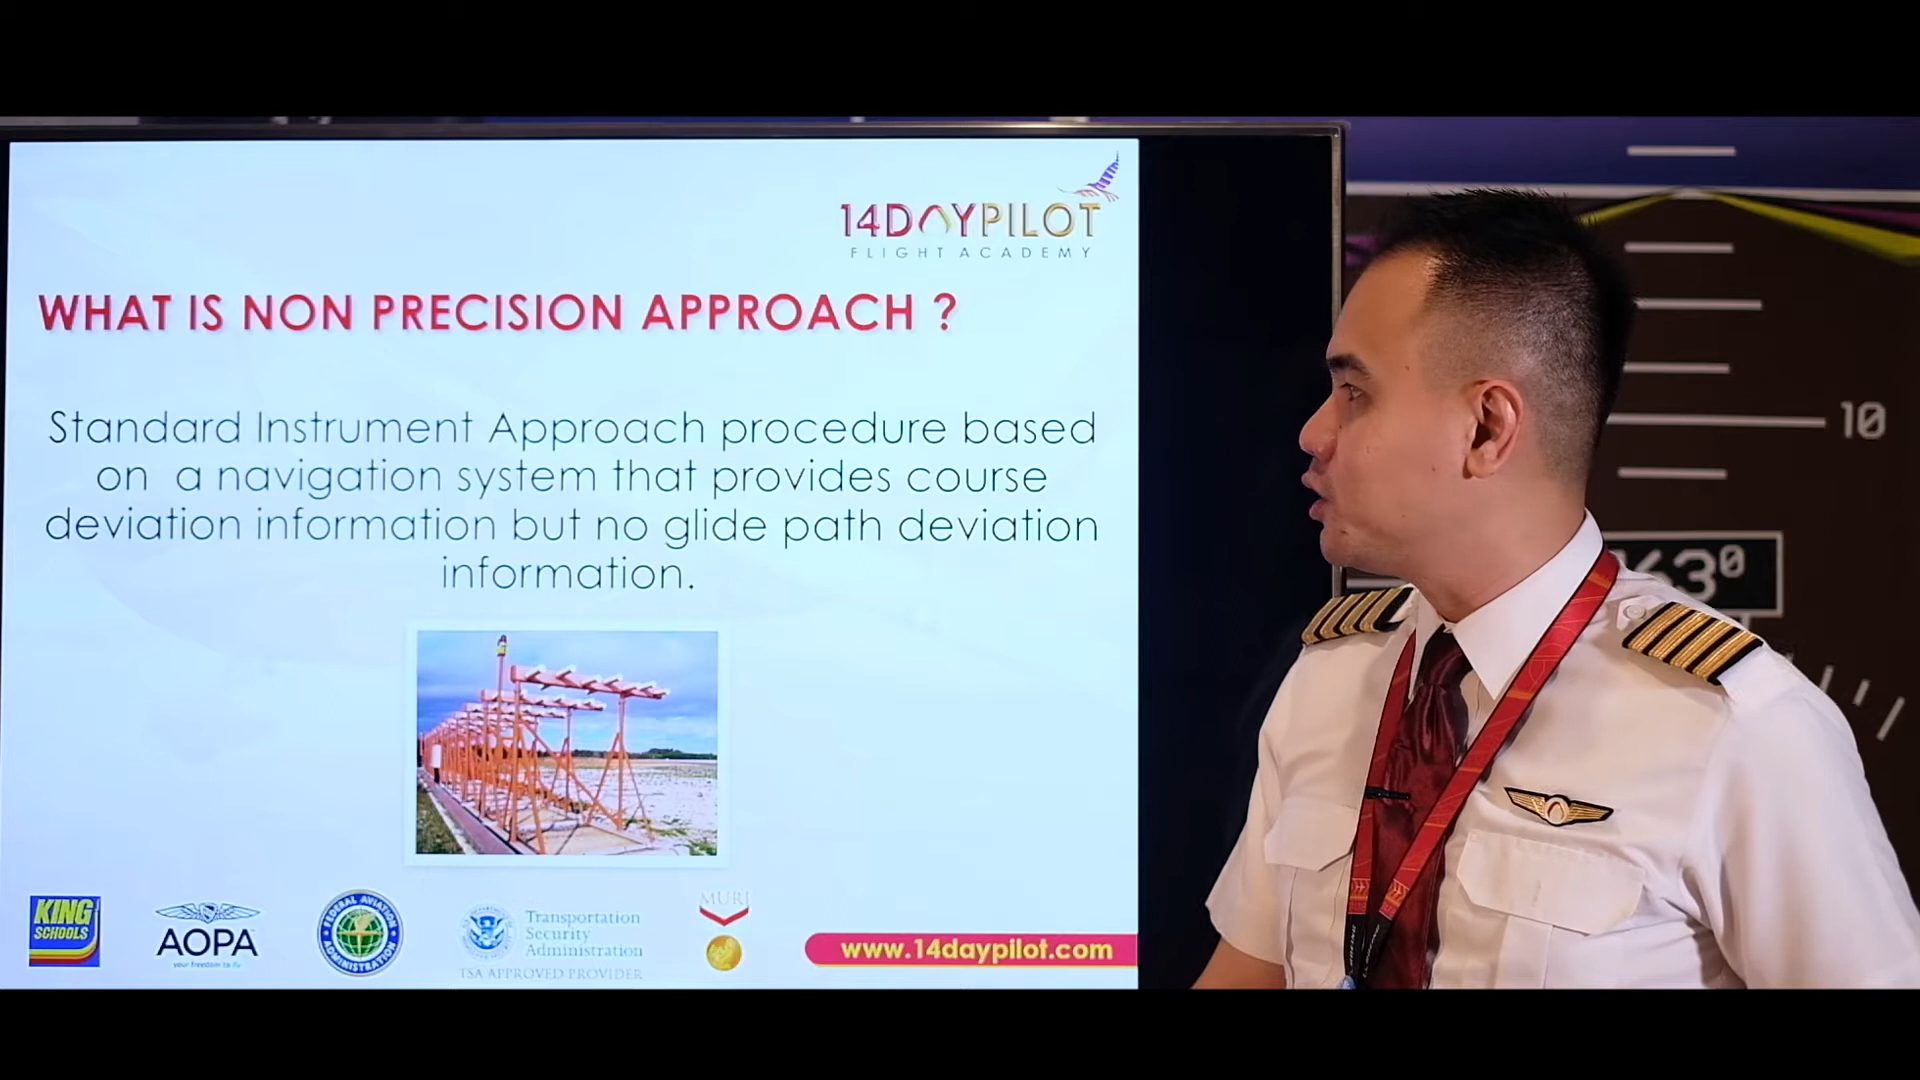 14DAYPILOT
FLIGHT ACADEMY
WHAT IS NON PRECISION APPROACH ?
Standard Instrument Approach procedure based
on a navigation system that provides course
deviation information but no glide path deviation
information.
KING
SCHOOLS
AOPA
your freedom to fly
FEDERAL AVIATION
ADMINISTRATION
Transportation
Security
Administration
TSA APPROVED PROVIDER
MURI
www.14daypilot.com
10
63⁰